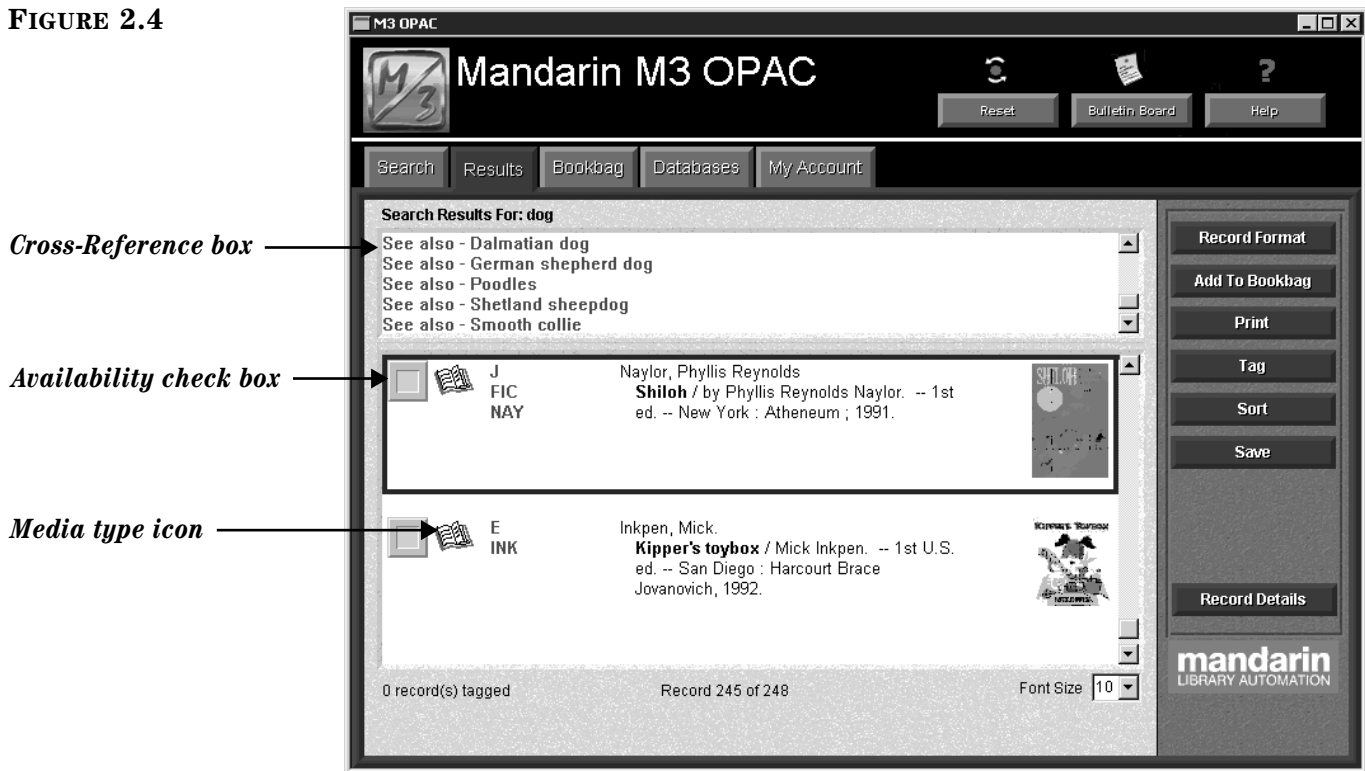 FIGURE 2.4
M3 OPAC
M/3
Mandarin M3 OPAC
?
Reset
Bulletin Board
Help
Search
Results
Bookbag
Databases
My Account
Search Results For: dog
Cross-Reference box
See also - Dalmatian dog
See also - German shepherd dog
See also - Poodles
See also - Shetland sheepdog
See also - Smooth collie
Record Format
Add To Bookbag
Print
Tag
Sort
Save
Record Details
Availability check box
J
FIC
NAY
Naylor, Phyllis Reynolds
Shiloh / by Phyllis Reynolds Naylor. -- 1st
ed. -- New York : Atheneum ; 1991.
SHILOH
Media type icon
E
INK
Inkpen, Mick.
Kipper's toybox / Mick Inkpen. -- 1st U.S.
ed. -- San Diego : Harcourt Brace
Jovanovich, 1992.
KIPPER'S TOYBOX
0 record(s) tagged
Record 245 of 248
Font Size 10
mandarin
LIBRARY AUTOMATION